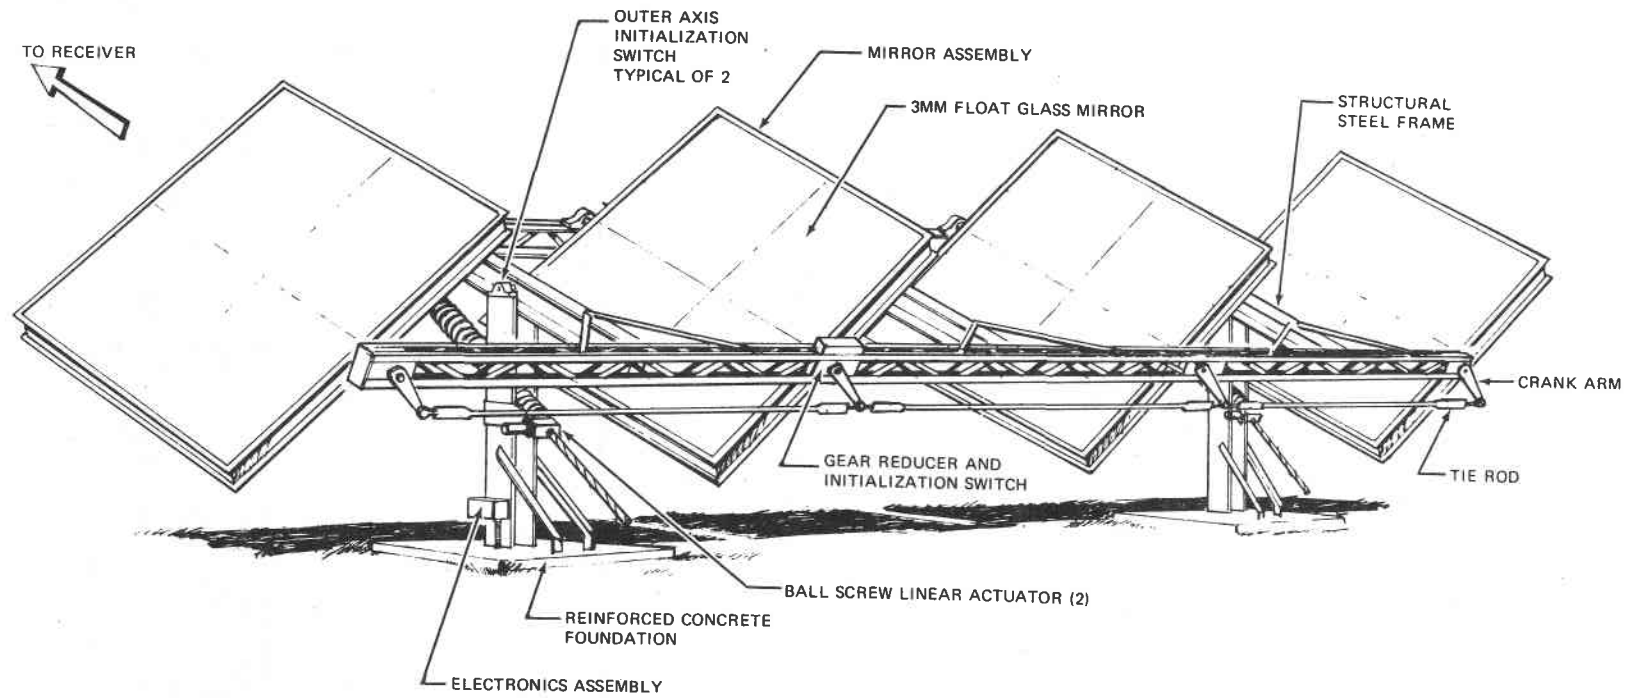 TO RECEIVER
OUTER AXIS
INITIALIZATION
SWITCH
TYPICAL OF 2
MIRROR ASSEMBLY
3MM FLOAT GLASS MIRROR
STRUCTURAL
STEEL FRAME
CRANK ARM
GEAR REDUCER AND
INITIALIZATION SWITCH
TIE ROD
BALL SCREW LINEAR ACTUATOR (2)
REINFORCED CONCRETE
FOUNDATION
ELECTRONICS ASSEMBLY